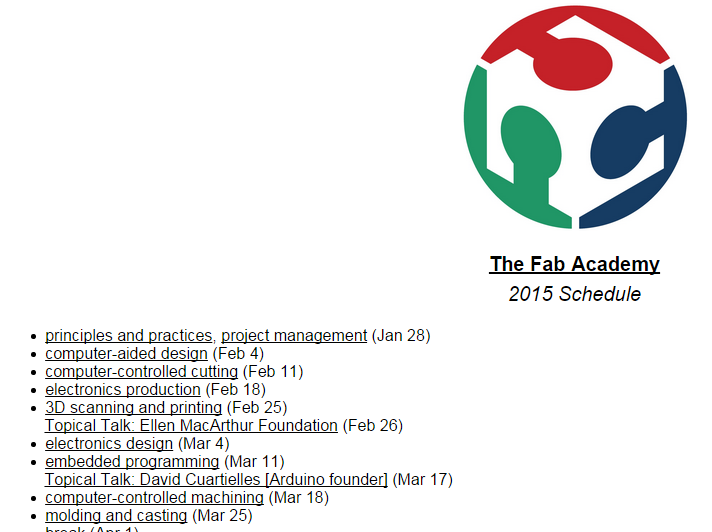 The Fab Academy
2015 Schedule
principles and practices, project management (Jan 28)
computer-aided design (Feb 4)
computer-controlled cutting (Feb 11)
electronics production (Feb 18)
3D scanning and printing (Feb 25)
Topical Talk: Ellen MacArthur Foundation (Feb 26)
electronics design (Mar 4)
embedded programming (Mar 11)
Topical Talk: David Cuartielles [Arduino founder] (Mar 17)
computer-controlled machining (Mar 18)
molding and casting (Mar 25)
break (Apr 1)